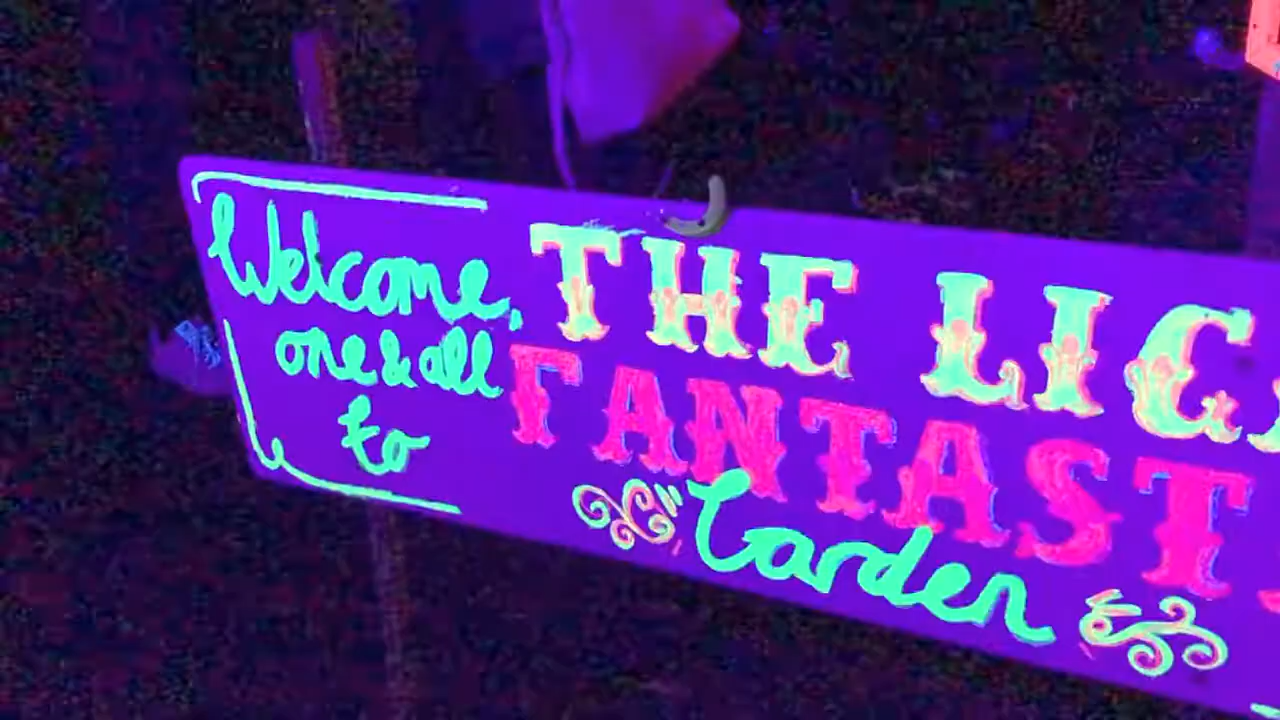 Welcome,
one & all
to
THE LIG
FANTAST
Garden